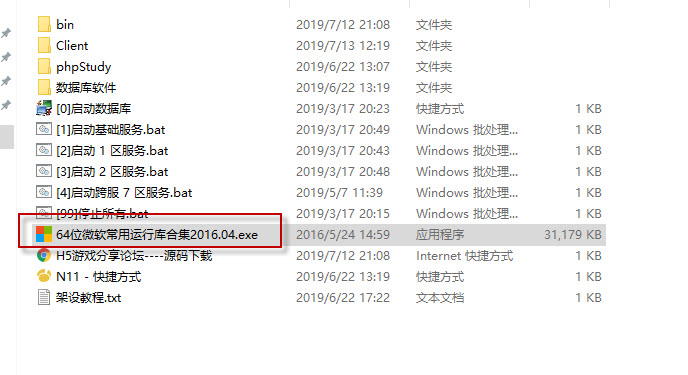 bin 2019/7/12 21:08 文件夹
Client 2019/7/13 12:19 文件夹
phpStudy 2019/6/22 13:07 文件夹
数据库软件 2019/6/22 13:19 文件夹
[0]启动数据库 2019/3/17 20:23 快捷方式 1 KB
[1]启动基础服务.bat 2019/3/17 20:49 Windows 批处理... 1 KB
[2]启动 1 区服务.bat 2019/3/17 20:43 Windows 批处理... 1 KB
[3]启动 2 区服务.bat 2019/3/17 20:48 Windows 批处理... 1 KB
[4]启动跨服 7 区服务.bat 2019/5/7 11:39 Windows 批处理... 1 KB
[99]停止所有.bat 2019/3/17 20:15 Windows 批处理... 1 KB
64位微软常用运行库合集2016.04.exe 2016/5/24 14:59 应用程序 31,179 KB
H5游戏分享论坛----源码下载 2019/7/12 21:08 Internet 快捷方式 1 KB
N11 - 快捷方式 2019/6/22 13:19 快捷方式 1 KB
架设教程.txt 2019/6/22 17:22 文本文档 1 KB